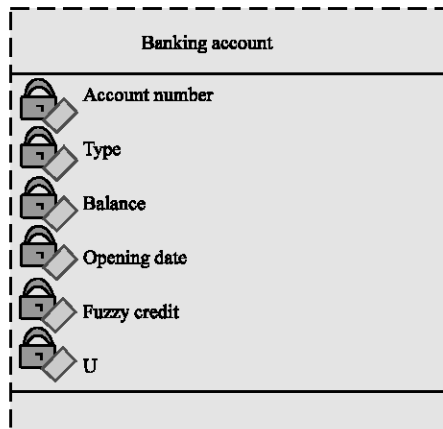 Banking account
Account number
Type
Balance
Opening date
Fuzzy credit
U